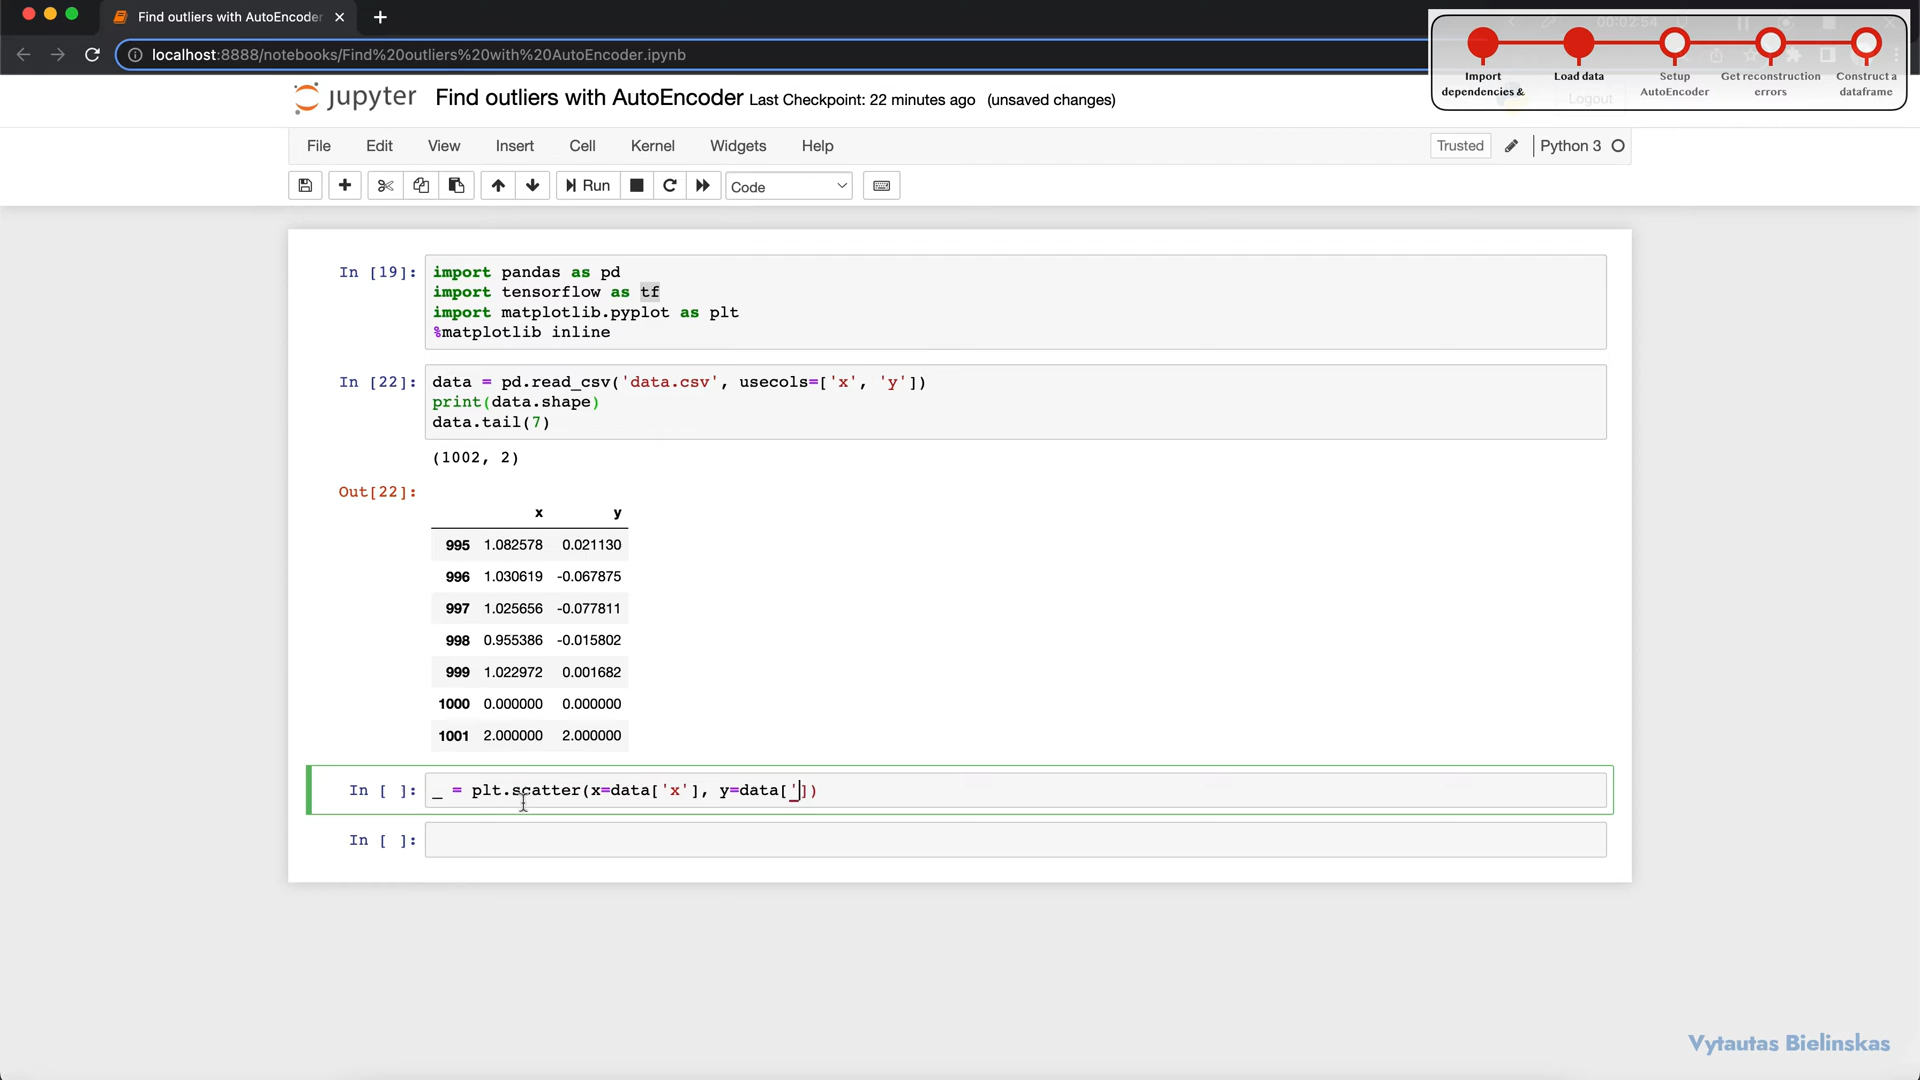 Find outliers with AutoEncoder
localhost:8888/notebooks/Find%20outliers%20with%20AutoEncoder.ipynb
00:02:54
Import dependencies &
Load data
Setup AutoEncoder
Get reconstruction errors
Construct a dataframe
jupyter Find outliers with AutoEncoder Last Checkpoint: 22 minutes ago (unsaved changes)
Logout
File Edit View Insert Cell Kernel Widgets Help Trusted Python 3
Run Code
In [19]: import pandas as pd
import tensorflow as tf
import matplotlib.pyplot as plt
%matplotlib inline
In [22]: data = pd.read_csv('data.csv', usecols=['x', 'y'])
print(data.shape)
data.tail(7)
(1002, 2)
Out[22]:
x y
995 1.082578 0.021130
996 1.030619 -0.067875
997 1.025656 -0.077811
998 0.955386 -0.015802
999 1.022972 0.001682
1000 0.000000 0.000000
1001 2.000000 2.000000
In [ ]: _ = plt.scatter(x=data['x'], y=data['])
In [ ]:
Vytautas Bielinskas